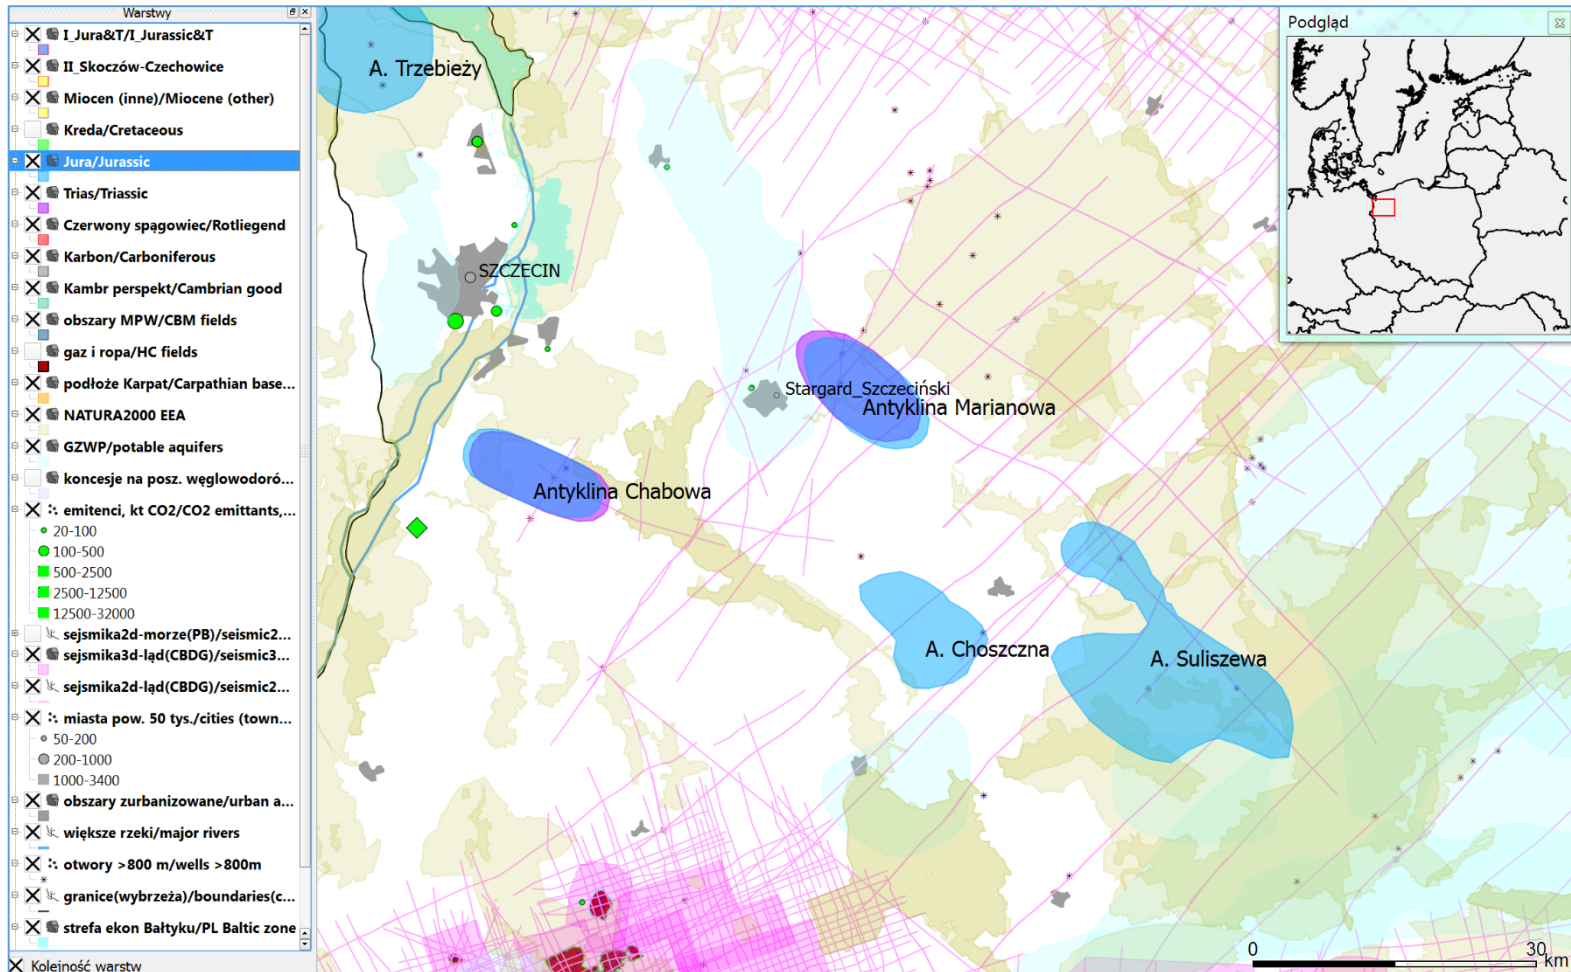 Warstwy
I_Jura&T/I_Jurassic&T
II_Skoczów-Czechowice
Miocen (inne)/Miocene (other)
Kreda/Cretaceous
Jura/Jurassic
Trias/Triassic
Czerwony spągowiec/Rotliegend
Karbon/Carboniferous
Kambr perspekt/Cambrian good
obszary MPW/CBM fields
gaz i ropa/HC fields
podłoże Karpat/Carpathian base...
NATURA2000 EEA
GZWP/potable aquifers
koncesje na posz. węglowodoró...
emitenci, kt CO2/CO2 emittants,...
20-100
100-500
500-2500
2500-12500
12500-32000
sejsmika2d-morze(PB)/seismic2...
sejsmika3d-ląd(CBDG)/seismic3...
sejsmika2d-ląd(CBDG)/seismic2...
miasta pow. 50 tys./cities (town...
50-200
200-1000
1000-3400
obszary zurbanizowane/urban a...
większe rzeki/major rivers
otwory >800 m/wells >800m
granice(wybrzeża)/boundaries(c...
strefa ekon Bałtyku/PL Baltic zone
Kolejność warstw
A. Trzebieży
SZCZECIN
Stargard_Szczeciński
Antyklina Marianowa
Antyklina Chabowa
A. Choszczna
A. Suliszewa
Podgląd
0 30
km